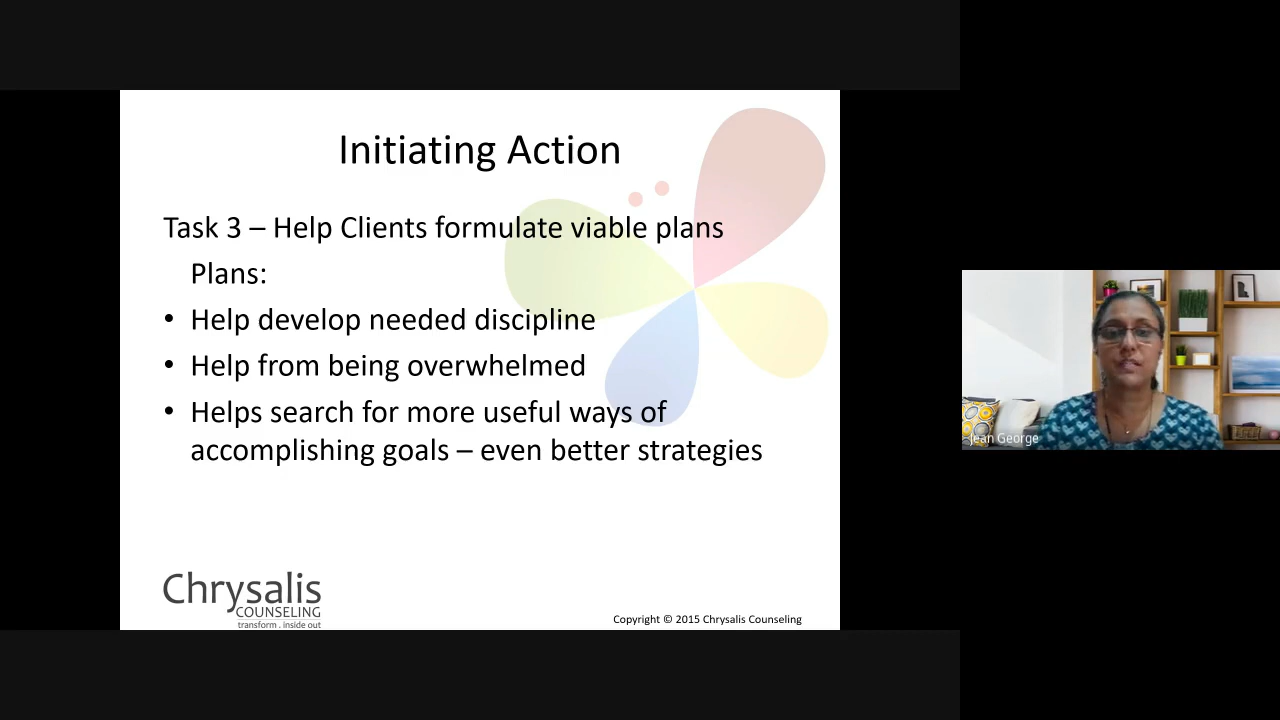 Initiating Action
Task 3 – Help Clients formulate viable plans
Plans:
• Help develop needed discipline
• Help from being overwhelmed
• Helps search for more useful ways of
accomplishing goals – even better strategies
Chrysalis
COUNSELING
transform . inside out
Copyright © 2015 Chrysalis Counseling
Jean George